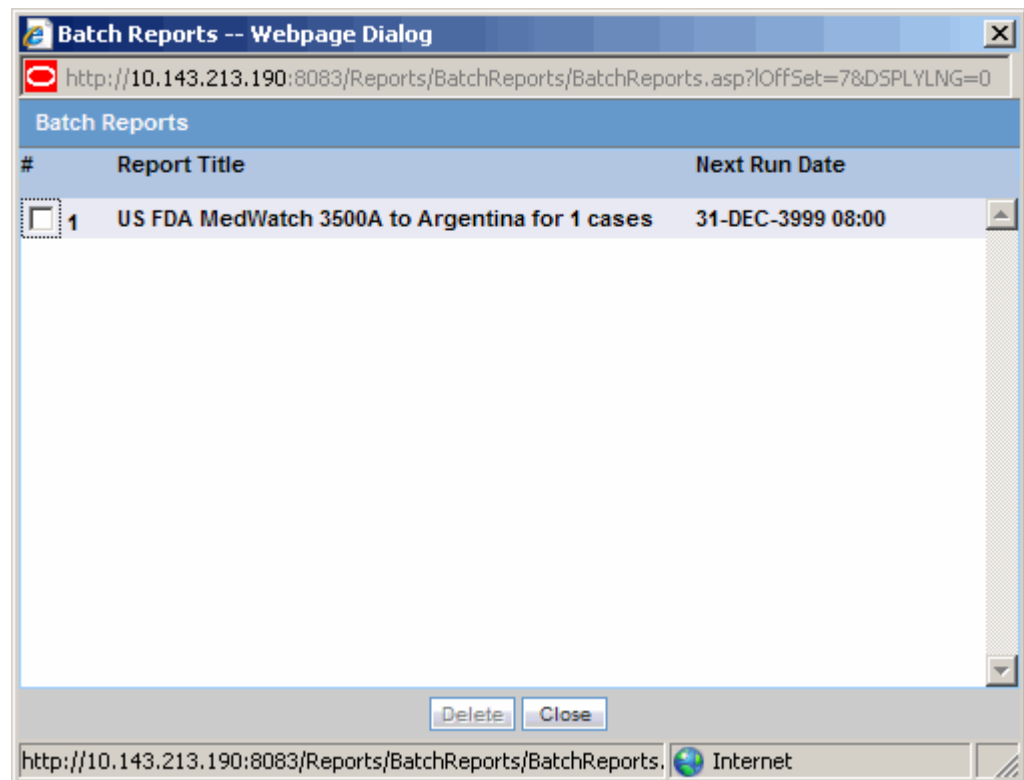 Batch Reports -- Webpage Dialog
http://10.143.213.190:8083/Reports/BatchReports/BatchReports.asp?lOffSet=7&DSPLYLNG=0
Batch Reports
# Report Title Next Run Date
1 US FDA MedWatch 3500A to Argentina for 1 cases 31-DEC-3999 08:00
Delete Close
http://10.143.213.190:8083/Reports/BatchReports/BatchReports. Internet